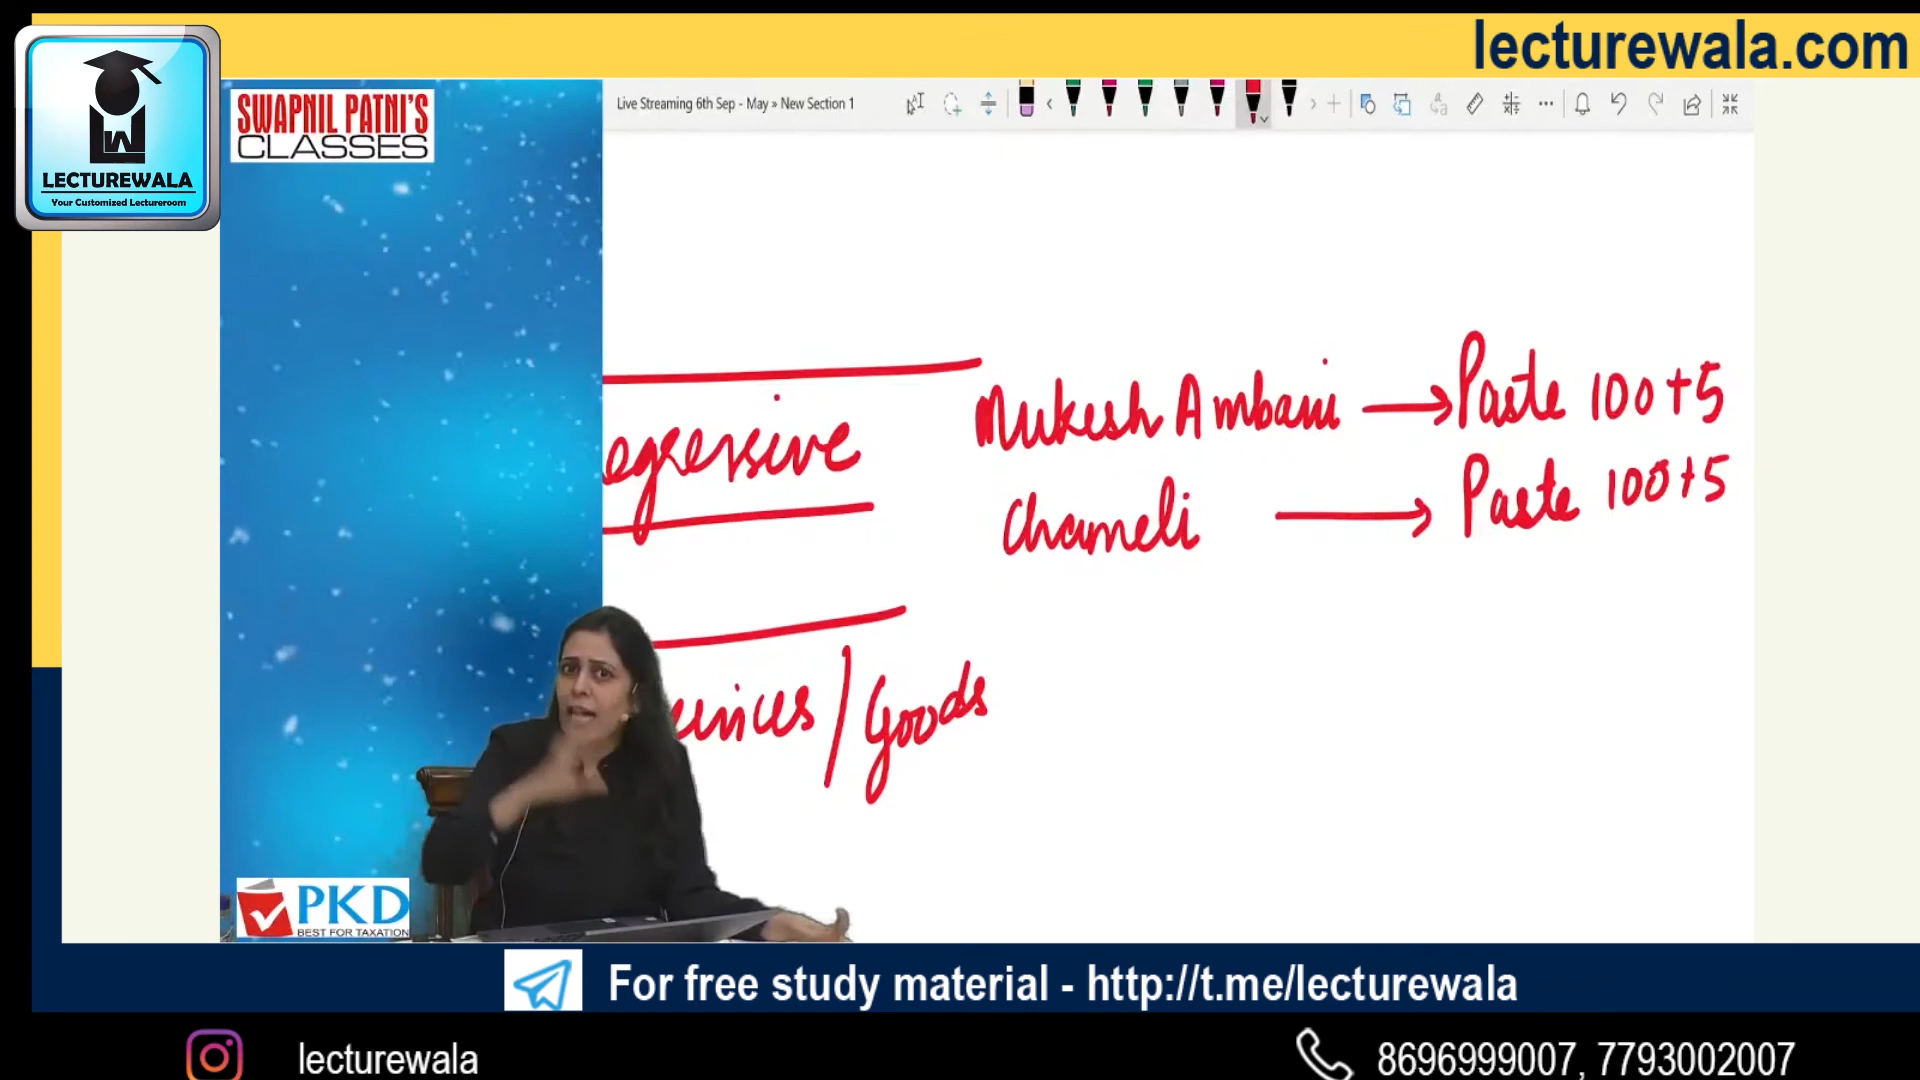 lecturewala.com
LW
LECTUREWALA
Your Customized Lectureroom
SWAPNIL PATNI'S
CLASSES
Live Streaming 6th Sep - May » New Section 1
egressive
Mukesh Ambani → Paste 100+5
Chameli → Paste 100+5
ervices / Goods
PKD
BEST FOR TAXATION
For free study material - http://t.me/lecturewala
lecturewala
8696999007, 7793002007